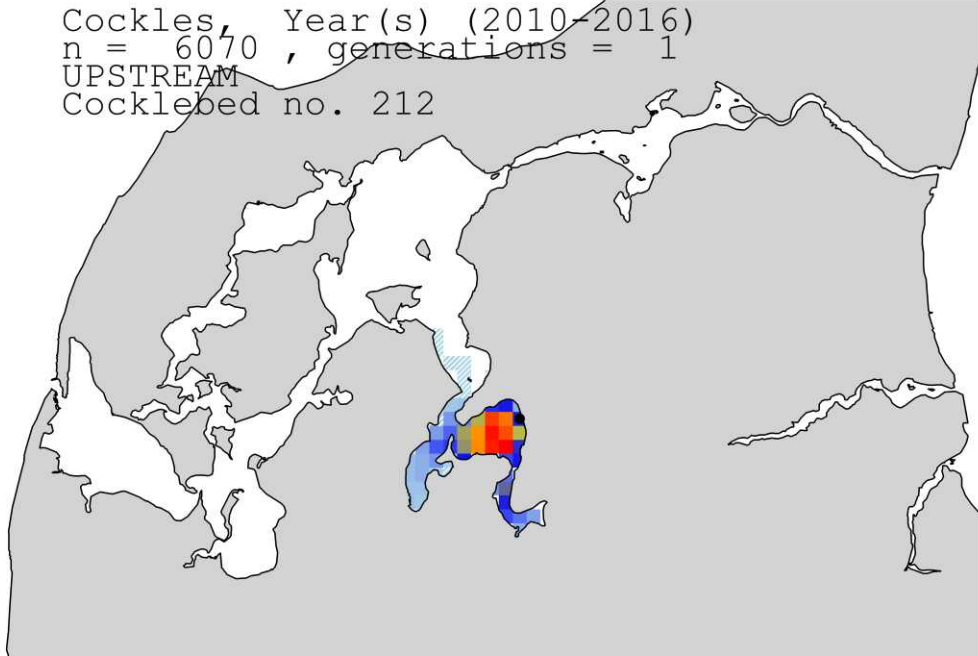 Cockles, Year(s) (2010-2016)
n = 6070 , generations = 1
UPSTREAM
Cocklebed no. 212